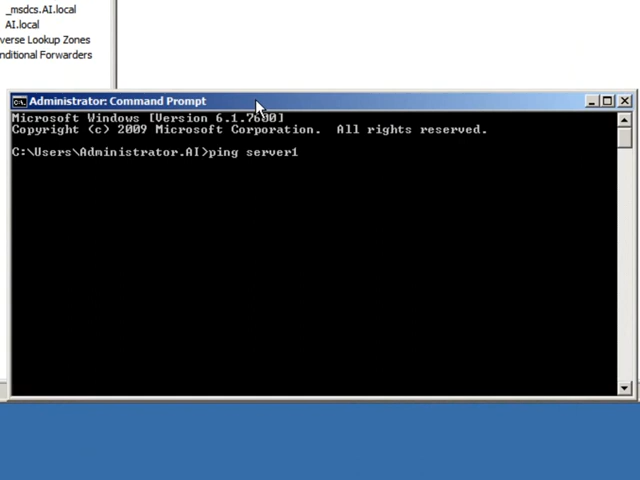 _msdcs.AI.local
AI.local
verse Lookup Zones
nditional Forwarders
Administrator: Command Prompt
Microsoft Windows [Version 6.1.7600]
Copyright (c) 2009 Microsoft Corporation.  All rights reserved.
C:\Users\Administrator.AI>ping server1